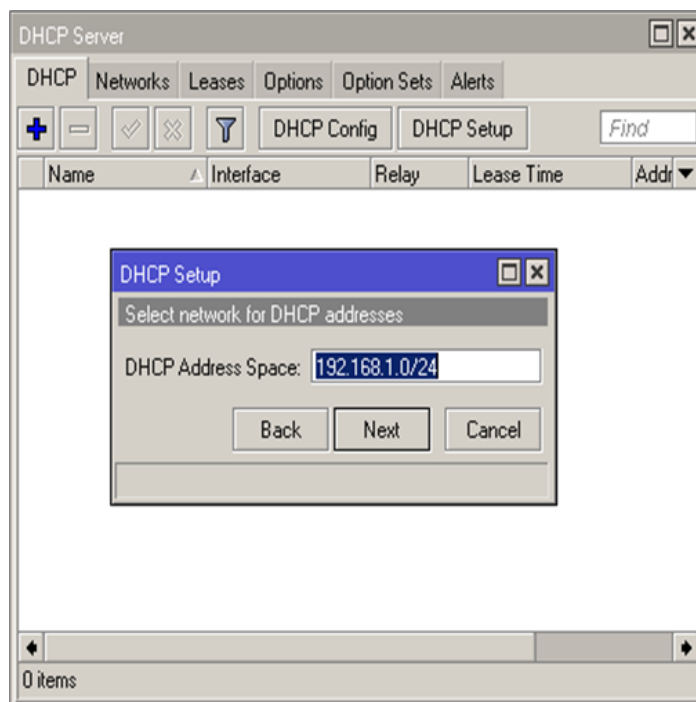 DHCP Server
DHCP Networks Leases Options Option Sets Alerts
DHCP Config DHCP Setup Find
Name Interface Relay Lease Time Addr
DHCP Setup
Select network for DHCP addresses
DHCP Address Space: 192.168.1.0/24
Back Next Cancel
0 items